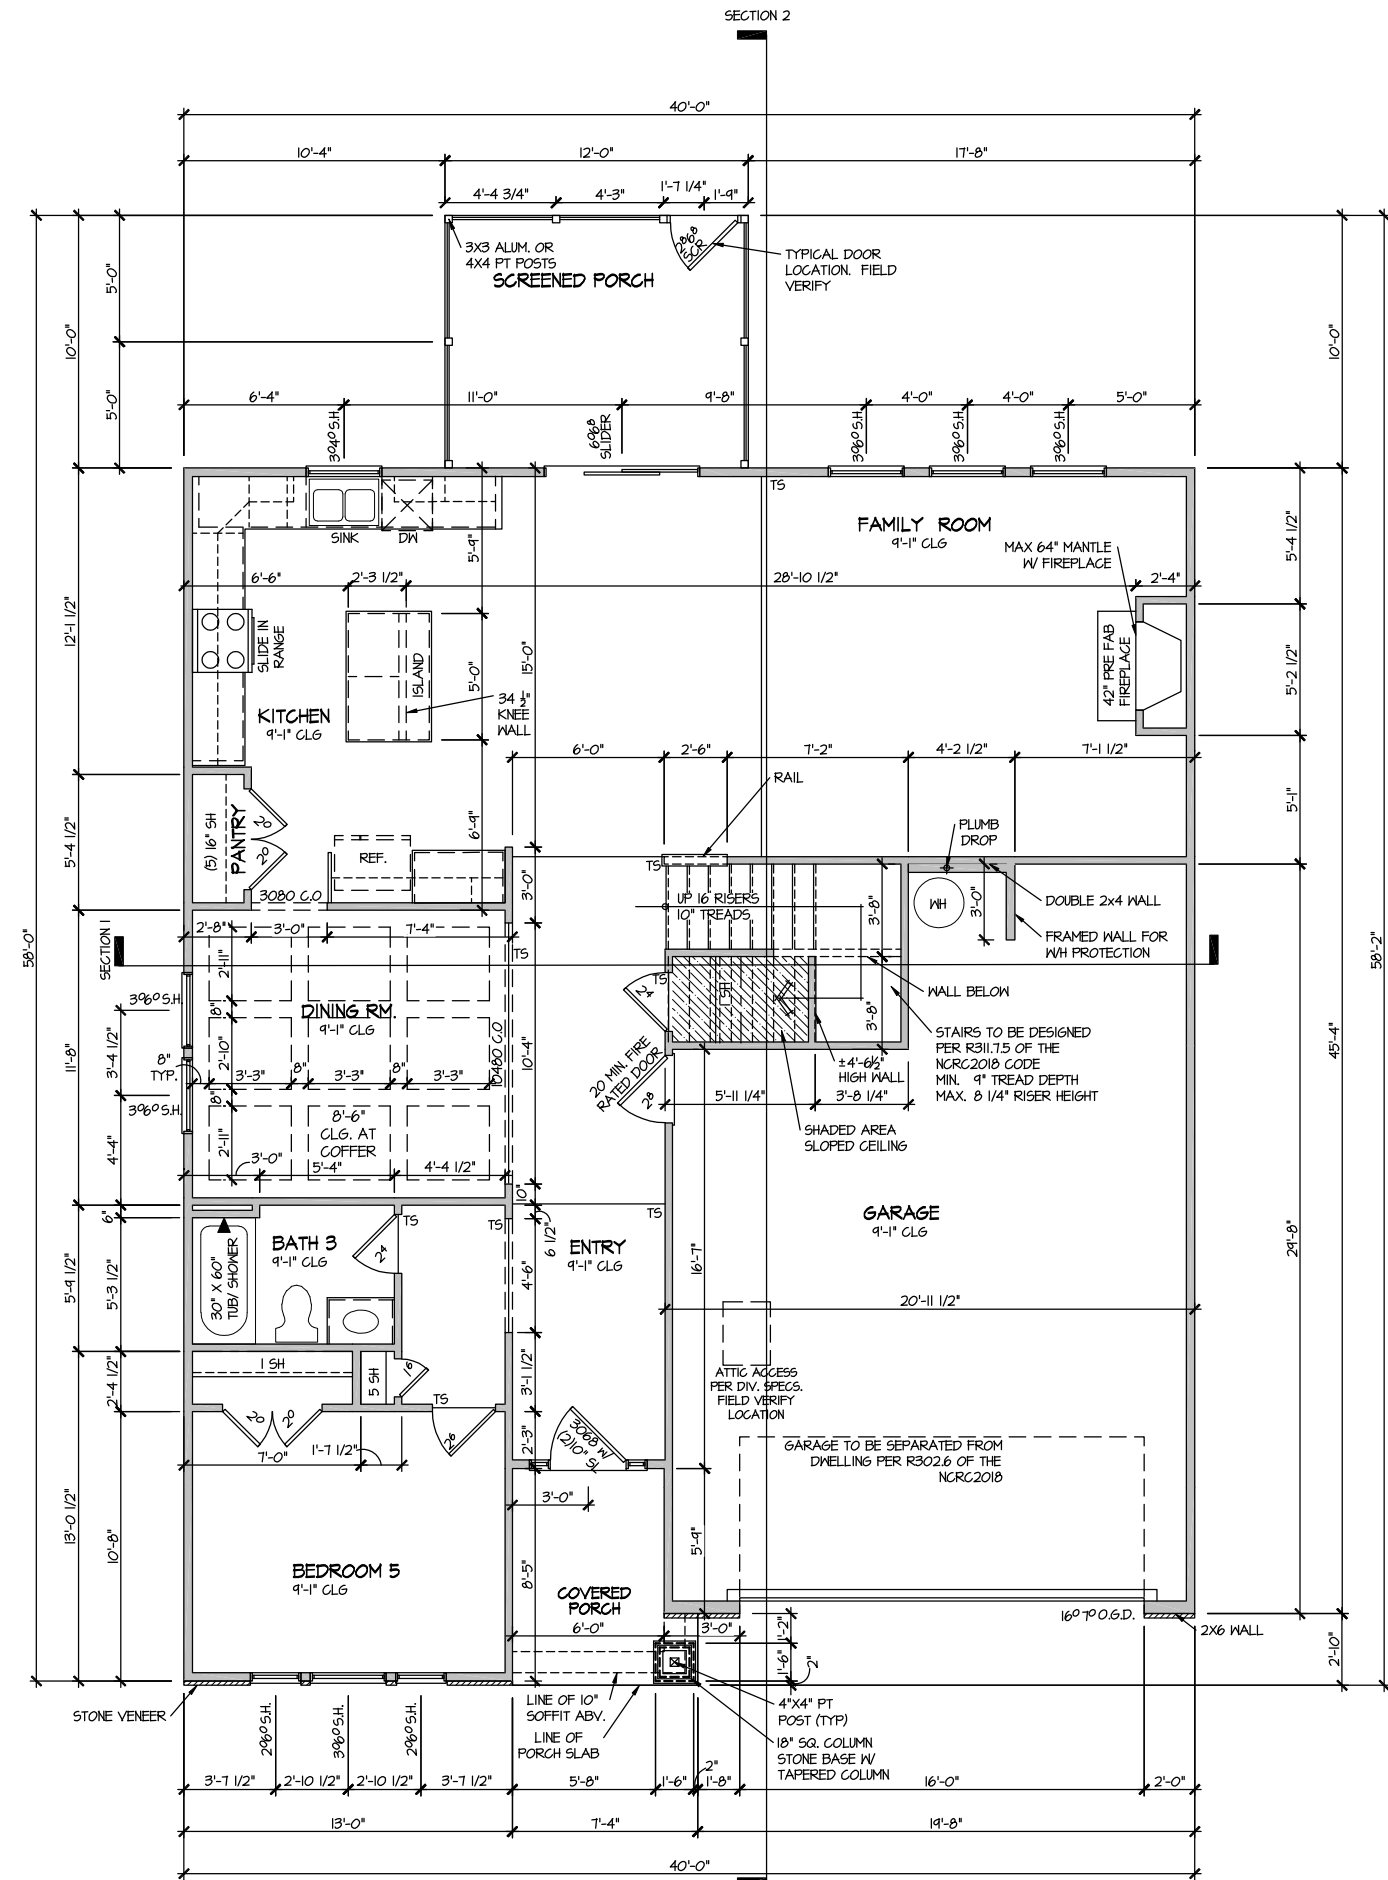 SECTION 2
40'-0"
10'-4"
12'-0"
17'-8"
4'-4 3/4"
4'-3"
1'-7 1/4"
1'-9"
3X3 ALUM. OR
4X4 PT POSTS
SCREENED PORCH
2868
SCR
TYPICAL DOOR
LOCATION. FIELD
VERIFY
5'-0"
10'-0"
5'-0"
10'-0"
6'-4"
11'-0"
9'-8"
4'-0"
4'-0"
5'-0"
3040 S.H.
6068
SLIDER
3060 S.H.
3060 S.H.
3060 S.H.
TS
SINK
DW
FAMILY ROOM
9'-1" CLG
MAX 64" MANTLE
W/ FIREPLACE
5'-9"
5'-4 1/2"
6'-6"
2'-3 1/2"
28'-10 1/2"
2'-4"
12'-1 1/2"
SLIDE IN
RANGE
ISLAND
5'-0"
15'-0"
42" PRE FAB
FIREPLACE
5'-2 1/2"
34 1/2"
KNEE
WALL
KITCHEN
9'-1" CLG
6'-0"
2'-6"
7'-2"
4'-2 1/2"
7'-1 1/2"
RAIL
5'-1"
5'-4 1/2"
(5) 16" SH
PANTRY
20
20
6'-9"
REF.
PLUMB
DROP
TS
3080 C.O
3'-0"
UP 16 RISERS
10" TREADS
3'-8"
WH
3'-0"
DOUBLE 2x4 WALL
2'-8"
3'-0"
7'-4"
58'-0"
SECTION 1
FRAMED WALL FOR
WH PROTECTION
58'-2"
TS
2'-11"
TS
24
1 SH
WALL BELOW
3060 S.H.
DINING RM.
9'-1" CLG
3'-8"
STAIRS TO BE DESIGNED
PER R311.7.5 OF THE
NCRC2018 CODE
MIN. 9" TREAD DEPTH
MAX. 8 1/4" RISER HEIGHT
11'-8"
3'-4 1/2"
8"
TYP.
2'-10"
8"
3'-3"
8"
3'-3"
8"
3'-3"
10480 C.O
10'-4"
20 MIN. FIRE
RATED DOOR
28
±4'-6½"
HIGH WALL
5'-11 1/4"
3'-8 1/4"
45'-4"
3060 S.H.
8'-6"
CLG. AT
COFFER
SHADED AREA
SLOPED CEILING
4'-4"
2'-11"
3'-0"
5'-4"
4'-4 1/2"
10"
6"
TS
TS
TS
6 1/2"
GARAGE
9'-1" CLG
29'-8"
BATH 3
9'-1" CLG
24
ENTRY
9'-1" CLG
5'-9 1/2"
5'-3 1/2"
30" X 60"
TUB/ SHOWER
4'-6"
16'-7"
20'-11 1/2"
2'-4 1/2"
1 SH
5 SH
16
3'-1 1/2"
ATTIC ACCESS
PER DIV. SPECS.
FIELD VERIFY
LOCATION
TS
20
20
26
2'-3"
3068 W/
(2)10" SL
GARAGE TO BE SEPARATED FROM
DWELLING PER R302.6 OF THE
NCRC2018
7'-0"
1'-7 1/2"
3'-0"
13'-0 1/2"
10'-8"
5'-9"
BEDROOM 5
9'-1" CLG
8'-5"
COVERED
PORCH
6'-0"
3'-0"
1'-2"
1'-6"
2"
16070 O.G.D.
2X6 WALL
2'-10"
STONE VENEER
LINE OF 10"
SOFFIT ABV.
LINE OF
PORCH SLAB
4"X4" PT
POST (TYP)
18" SQ. COLUMN
STONE BASE W/
TAPERED COLUMN
2060 S.H.
3060 S.H.
2060 S.H.
2"
3'-7 1/2"
2'-10 1/2"
2'-10 1/2"
3'-7 1/2"
5'-8"
1'-6"
1'-8"
16'-0"
2'-0"
13'-0"
7'-4"
19'-8"
40'-0"